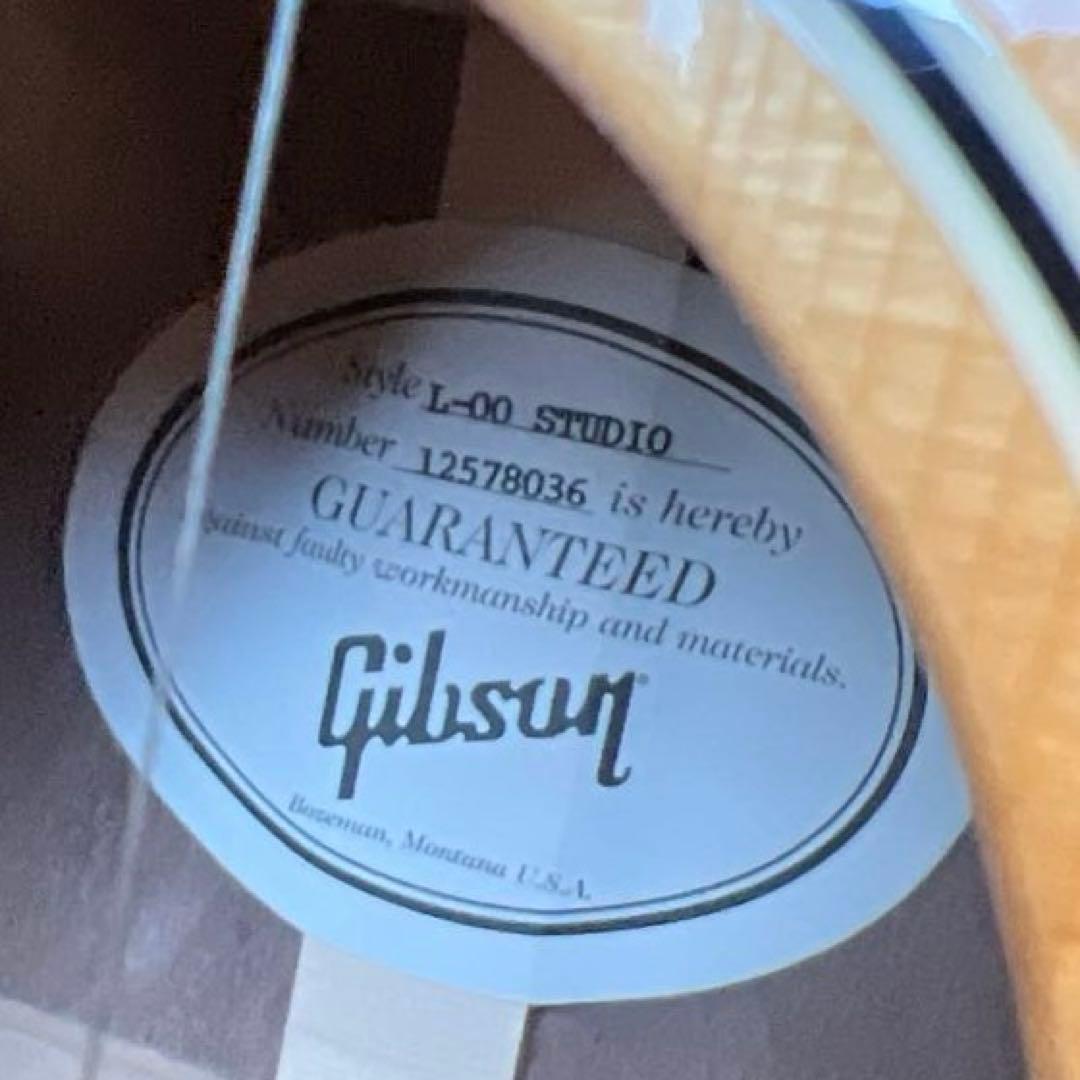 Style L-00 STUDIO
Number 12578036 is hereby
GUARANTEED
against faulty workmanship and materials.
Gibson
Bozeman, Montana U.S.A.